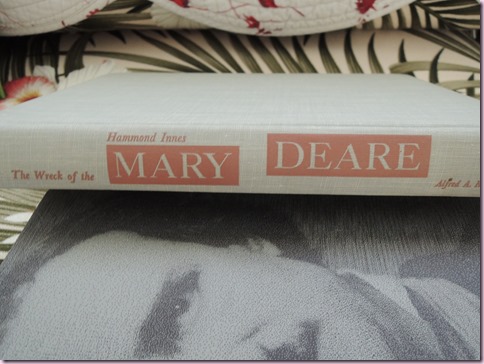 Hammond Innes
The Wreck of the MARY DEARE
Alfred A.